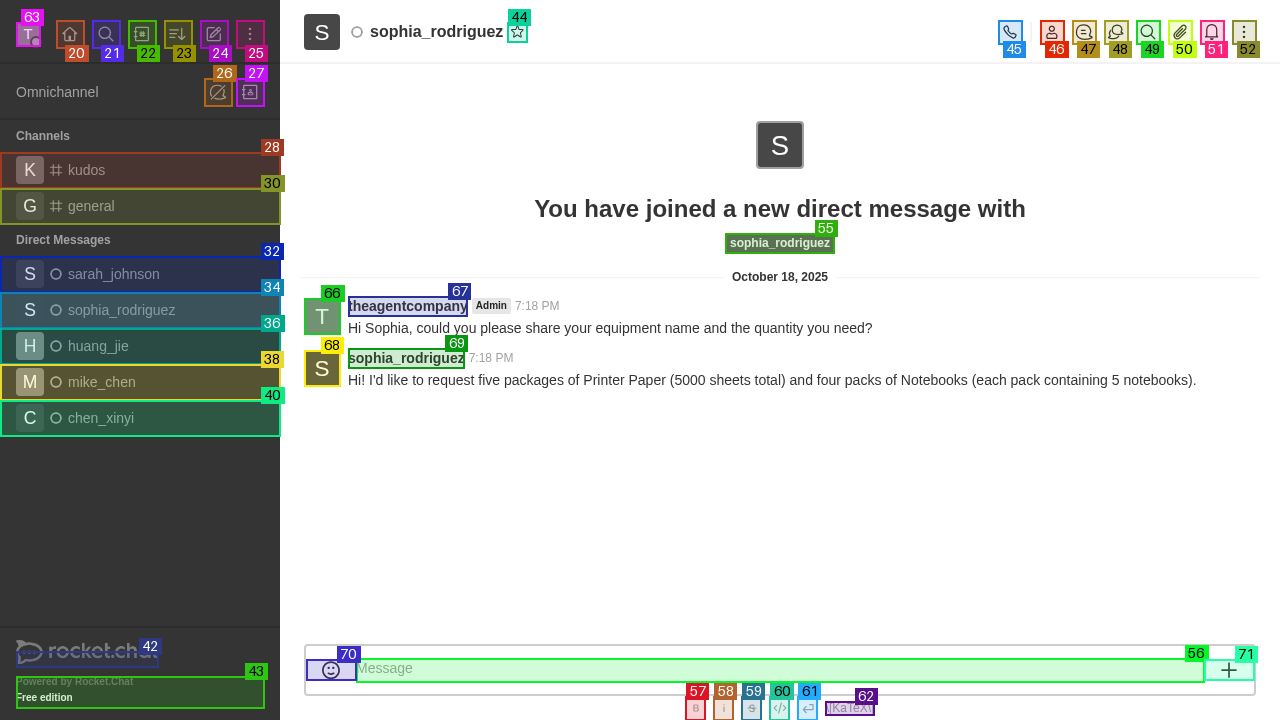 63
T
20
21
22
23
24
25
S
sophia_rodriguez
44
45
46
47
48
49
50
51
52
Omnichannel
26
27
Channels
28
K kudos
30
G general
Direct Messages
32
S sarah_johnson
34
S sophia_rodriguez
36
H huang_jie
38
M mike_chen
40
C chen_xinyi
42
rocket.chat
43
Powered by Rocket.Chat
Free edition
S
You have joined a new direct message with
55
sophia_rodriguez
October 18, 2025
66
67
T
theagentcompany Admin 7:18 PM
Hi Sophia, could you please share your equipment name and the quantity you need?
68
69
S
sophia_rodriguez 7:18 PM
Hi! I'd like to request five packages of Printer Paper (5000 sheets total) and four packs of Notebooks (each pack containing 5 notebooks).
70
56
71
Message
57
58
59
60
61
62
B
i
S
\[KaTeX\]